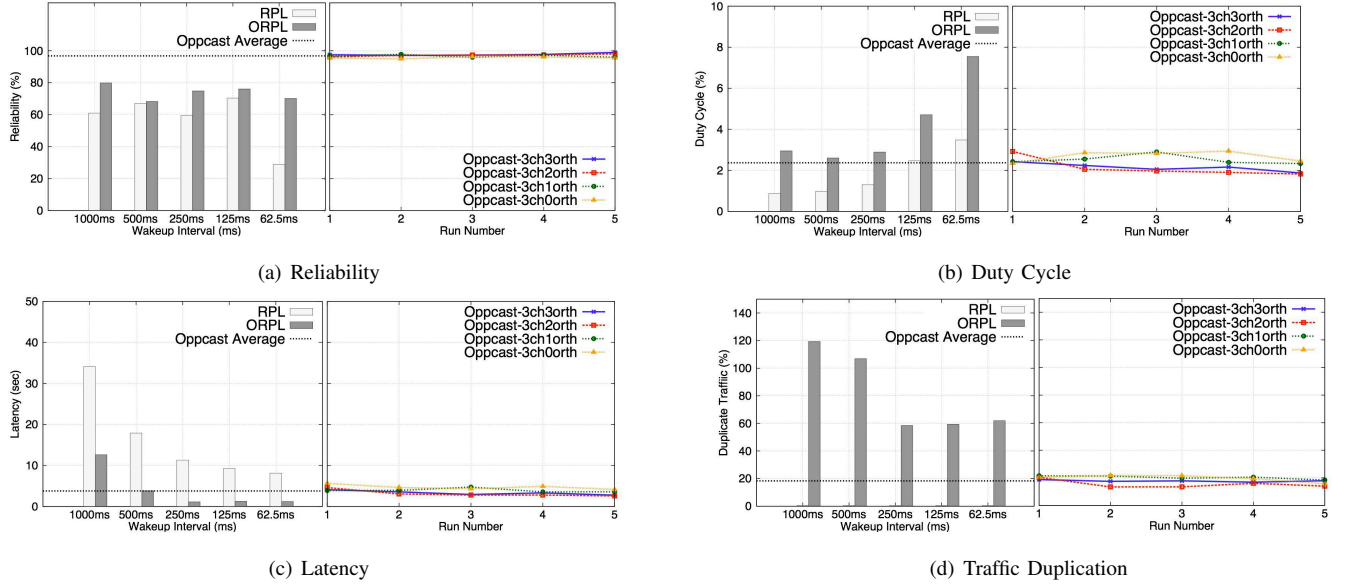 RPL
ORPL
Oppcast Average
Reliability (%)
100
80
60
40
20
0
1000ms 500ms 250ms 125ms 62.5ms
Wakeup Interval (ms)
Oppcast-3ch3orth
Oppcast-3ch2orth
Oppcast-3ch1orth
Oppcast-3ch0orth
1 2 3 4 5
Run Number
(a) Reliability
RPL
ORPL
Oppcast Average
Duty Cycle (%)
10
8
6
4
2
0
1000ms 500ms 250ms 125ms 62.5ms
Wakeup Interval (ms)
Oppcast-3ch3orth
Oppcast-3ch2orth
Oppcast-3ch1orth
Oppcast-3ch0orth
1 2 3 4 5
Run Number
(b) Duty Cycle
RPL
ORPL
Oppcast Average
Latency (sec)
50
40
30
20
10
0
1000ms 500ms 250ms 125ms 62.5ms
Wakeup Interval (ms)
Oppcast-3ch3orth
Oppcast-3ch2orth
Oppcast-3ch1orth
Oppcast-3ch0orth
1 2 3 4 5
Run Number
(c) Latency
RPL
ORPL
Oppcast Average
Duplicate Traffiic (%)
140
120
100
80
60
40
20
0
1000ms 500ms 250ms 125ms 62.5ms
Wakeup Interval (ms)
Oppcast-3ch3orth
Oppcast-3ch2orth
Oppcast-3ch1orth
Oppcast-3ch0orth
1 2 3 4 5
Run Number
(d) Traffic Duplication